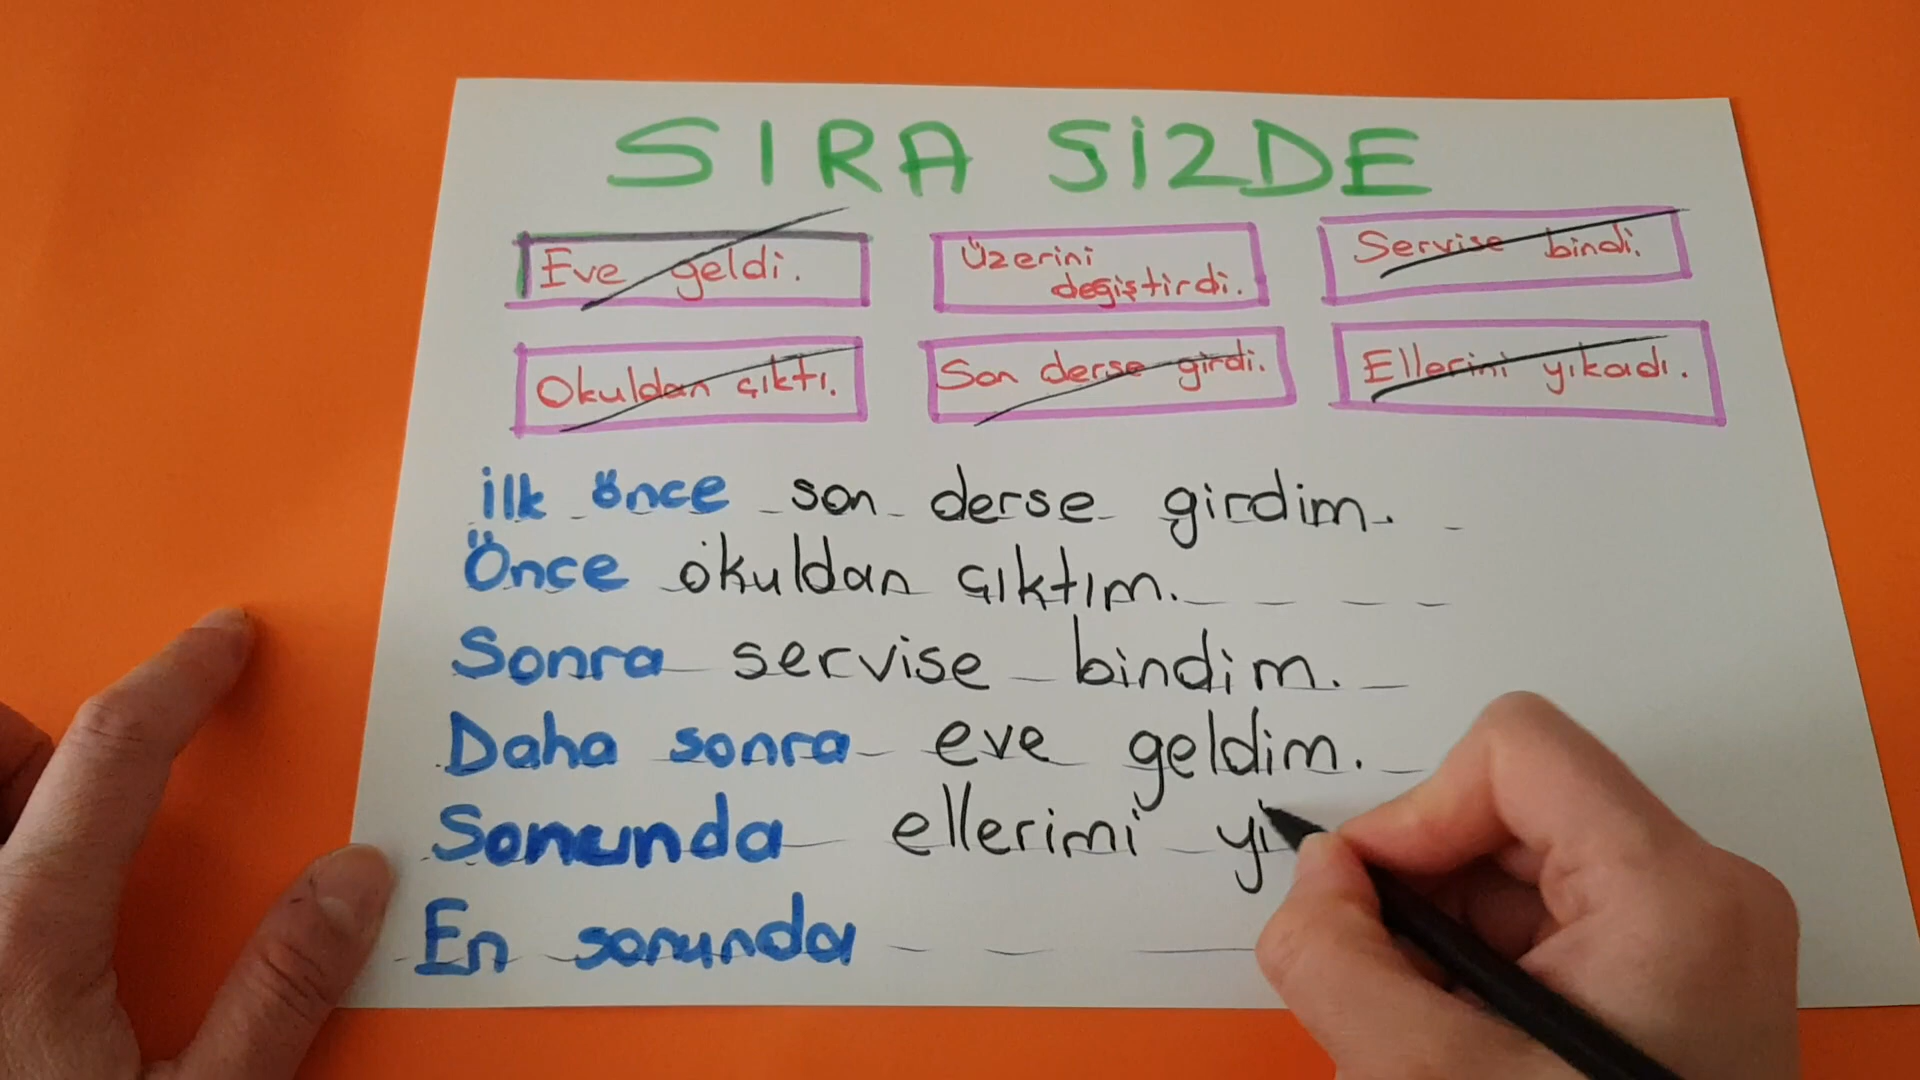 SIRA SİZDE
Eve geldi.
Üzerini
değiştirdi.
Servise bindi.
Okuldan çıktı.
Son derse girdi.
Ellerini yıkadı.
İlk önce son derse girdim.
Önce okuldan çıktım.
Sonra servise bindim.
Daha sonra eve geldim.
Sonunda ellerimi yi
En sonunda